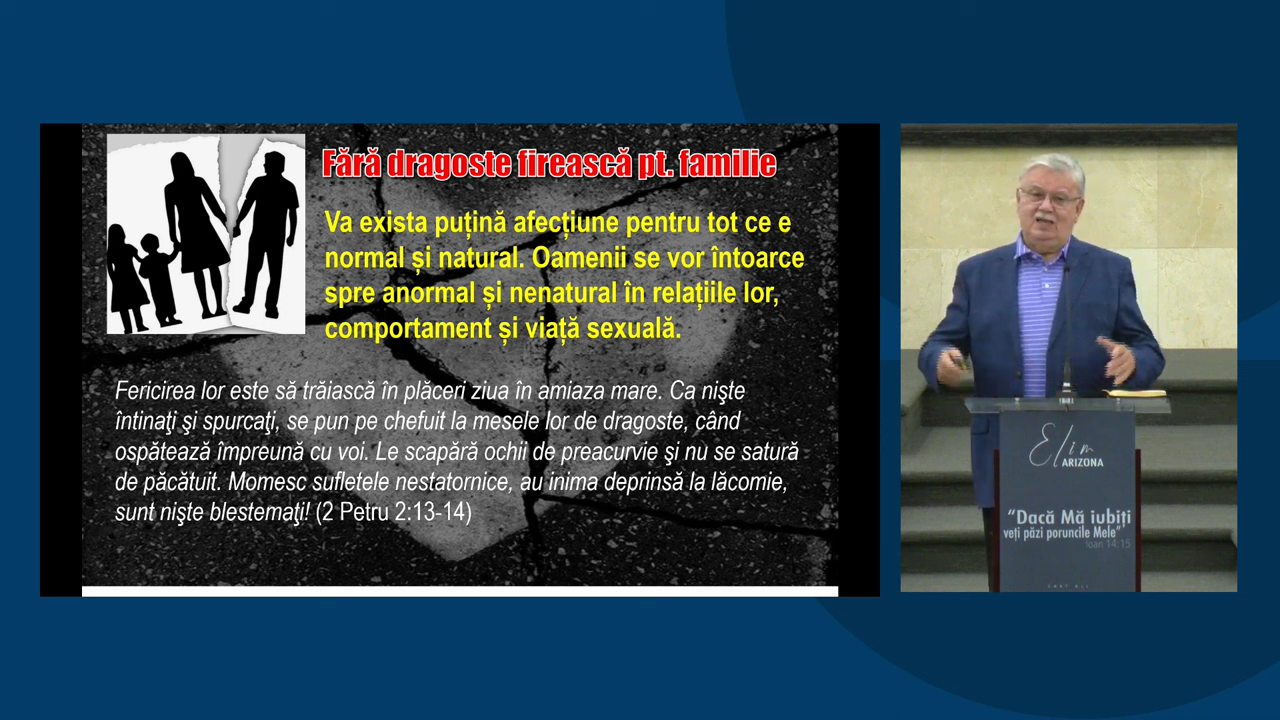 Fără dragoste firească pt. familie
Va exista puțină afecțiune pentru tot ce e
normal și natural. Oamenii se vor întoarce
spre anormal și nenatural în relațiile lor,
comportament și viață sexuală.
Fericirea lor este să trăiască în plăceri ziua în amiaza mare. Ca nişte
întinaţi şi spurcaţi, se pun pe chefuit la mesele lor de dragoste, când
ospătează împreună cu voi. Le scapără ochii de preacurvie şi nu se satură
de păcătuit. Momesc sufletele nestatornice, au inima deprinsă la lăcomie,
sunt nişte blestemaţi! (2 Petru 2:13-14)
Elim
ARIZONA
“Dacă Mă iubiți
veți păzi poruncile Mele”
Ioan 14:15